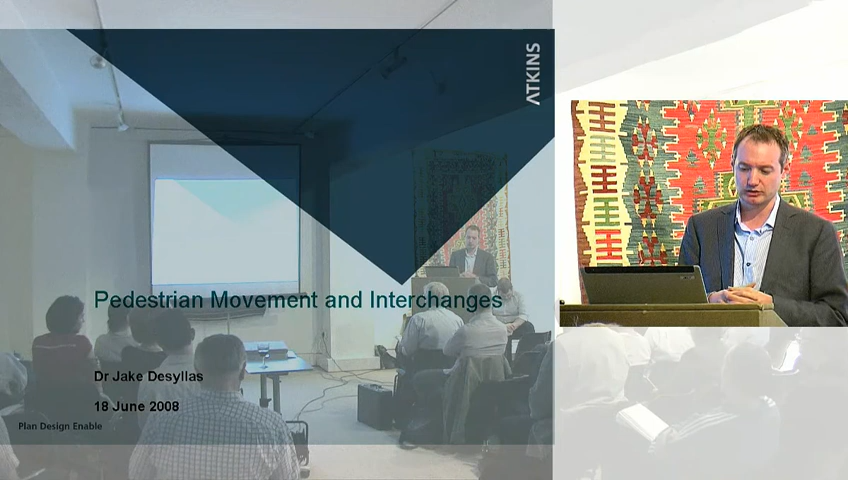 ATKINS
Pedestrian Movement and Interchanges
Dr Jake Desyllas
18 June 2008
Plan Design Enable